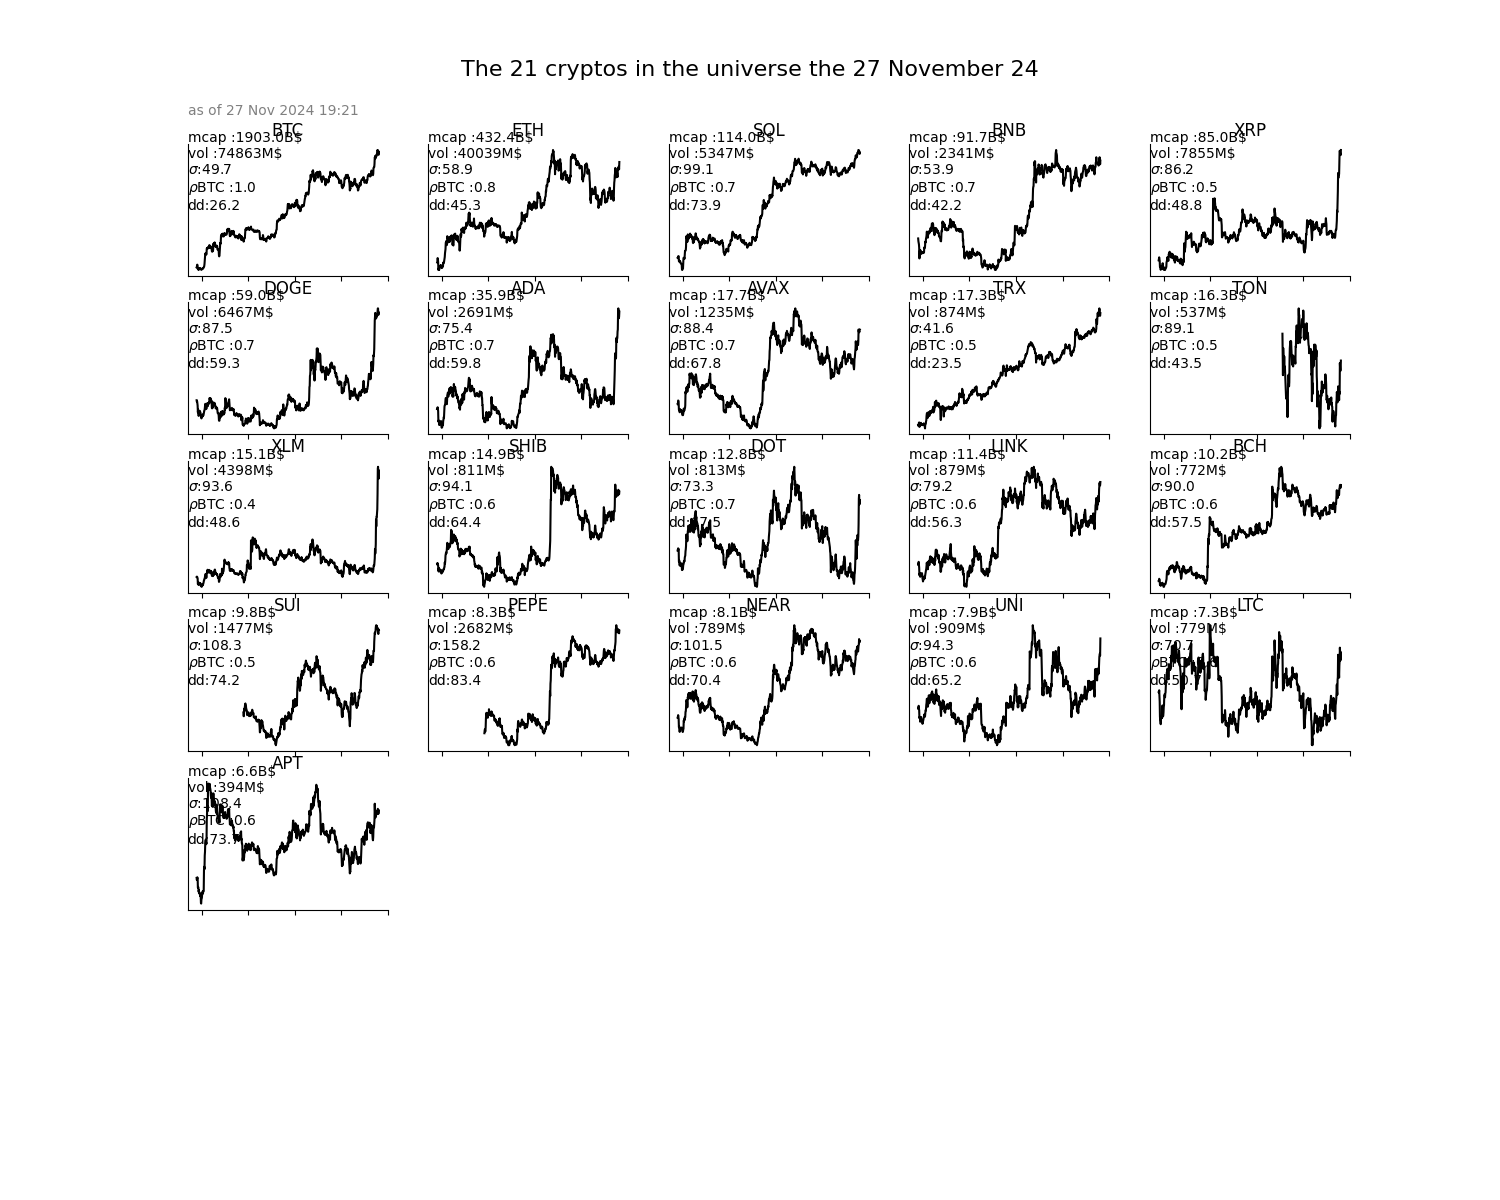 The 21 cryptos in the universe the 27 November 24
as of 27 Nov 2024 19:21
BTC
mcap :1903.0B$
vol :74863M$
σ:49.7
ρBTC :1.0
dd:26.2
ETH
mcap :432.4B$
vol :40039M$
σ:58.9
ρBTC :0.8
dd:45.3
SOL
mcap :114.0B$
vol :5347M$
σ:99.1
ρBTC :0.7
dd:73.9
BNB
mcap :91.7B$
vol :2341M$
σ:53.9
ρBTC :0.7
dd:42.2
XRP
mcap :85.0B$
vol :7855M$
σ:86.2
ρBTC :0.5
dd:48.8
DOGE
mcap :59.0B$
vol :6467M$
σ:87.5
ρBTC :0.7
dd:59.3
ADA
mcap :35.9B$
vol :2691M$
σ:75.4
ρBTC :0.7
dd:59.8
AVAX
mcap :17.7B$
vol :1235M$
σ:88.4
ρBTC :0.7
dd:67.8
TRX
mcap :17.3B$
vol :874M$
σ:41.6
ρBTC :0.5
dd:23.5
TON
mcap :16.3B$
vol :537M$
σ:89.1
ρBTC :0.5
dd:43.5
XLM
mcap :15.1B$
vol :4398M$
σ:93.6
ρBTC :0.4
dd:48.6
SHIB
mcap :14.9B$
vol :811M$
σ:94.1
ρBTC :0.6
dd:64.4
DOT
mcap :12.8B$
vol :813M$
σ:73.3
ρBTC :0.7
LINK
mcap :11.4B$
vol :879M$
σ:79.2
ρBTC :0.6
dd:56.3
BCH
mcap :10.2B$
vol :772M$
σ:90.0
ρBTC :0.6
dd:57.5
SUI
mcap :9.8B$
vol :1477M$
σ:108.3
ρBTC :0.5
dd:74.2
PEPE
mcap :8.3B$
vol :2682M$
σ:158.2
ρBTC :0.6
dd:83.4
NEAR
mcap :8.1B$
vol :789M$
σ:101.5
ρBTC :0.6
dd:70.4
UNI
mcap :7.9B$
vol :909M$
σ:94.3
ρBTC :0.6
dd:65.2
LTC
mcap :7.3B$
vol :779M$
σ:70.7
APT
mcap :6.6B$
vol :394M$
σ:108.4
ρBTC :0.6